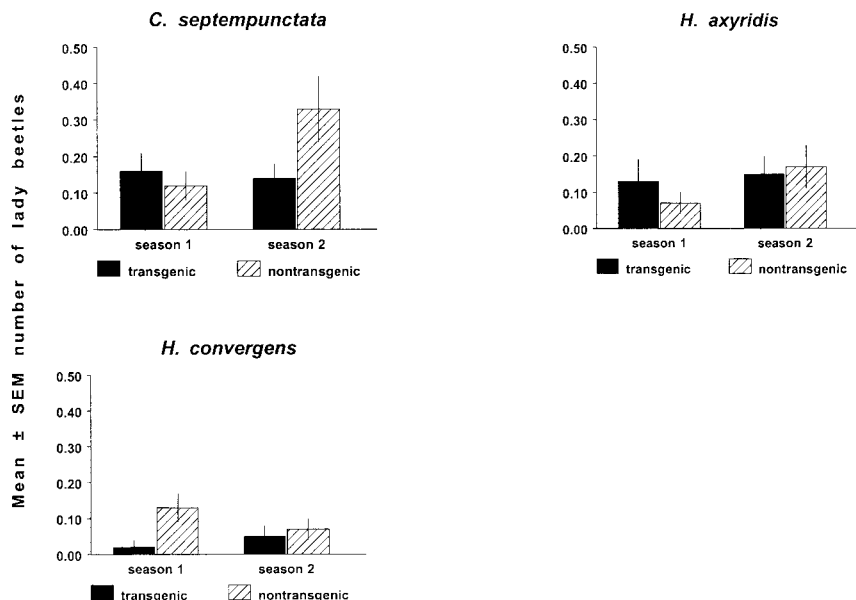 Mean ± SEM number of lady beetles
C. septempunctata
0.50
0.40
0.30
0.20
0.10
0.00
season 1 season 2
transgenic nontransgenic
H. axyridis
0.50
0.40
0.30
0.20
0.10
0.00
season 1 season 2
transgenic nontransgenic
H. convergens
0.50
0.40
0.30
0.20
0.10
0.00
season 1 season 2
transgenic nontransgenic